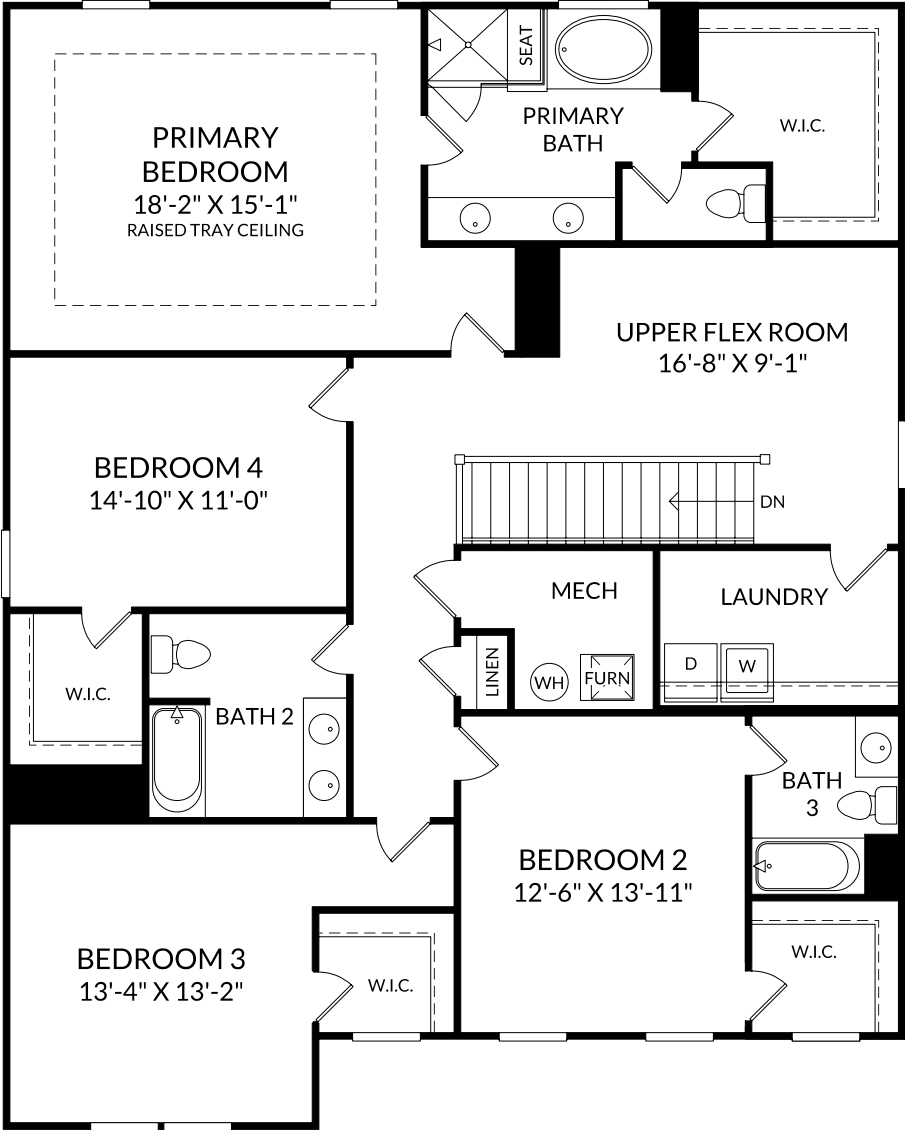 SEAT
PRIMARY
BATH
W.I.C.
PRIMARY
BEDROOM
18'-2" X 15'-1"
RAISED TRAY CEILING
UPPER FLEX ROOM
16'-8" X 9'-1"
BEDROOM 4
14'-10" X 11'-0"
DN
MECH
LAUNDRY
LINEN
WH
FURN
D
W
W.I.C.
BATH 2
BATH
3
BEDROOM 2
12'-6" X 13'-11"
BEDROOM 3
13'-4" X 13'-2"
W.I.C.
W.I.C.